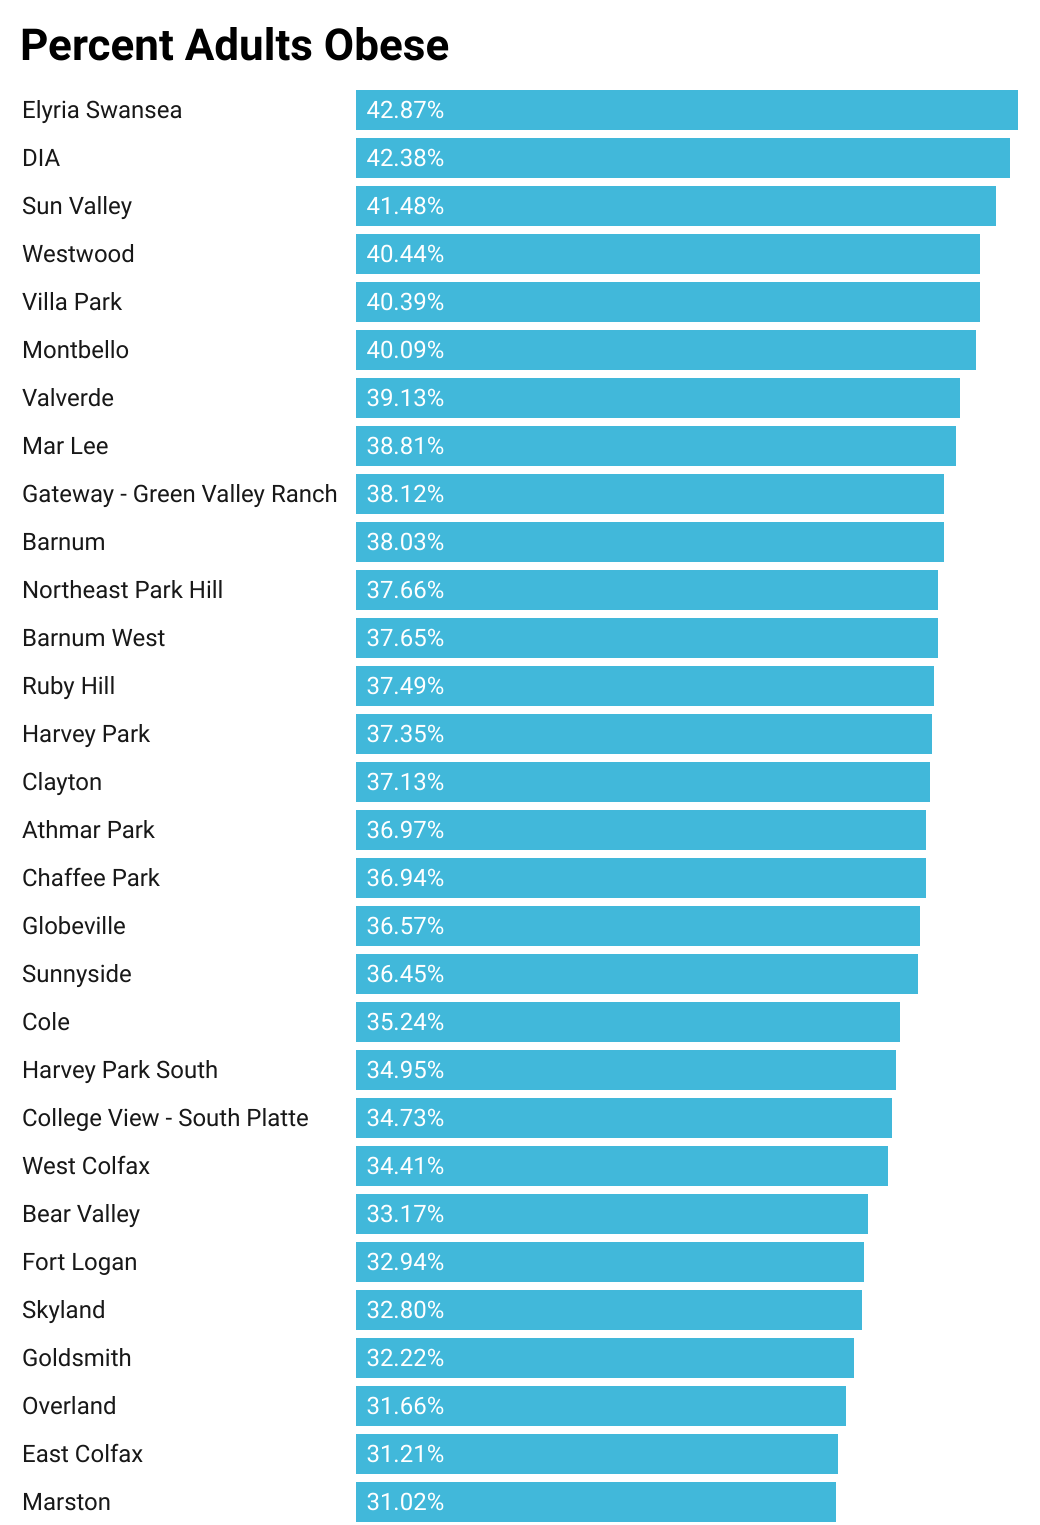 Percent Adults Obese
Elyria Swansea 42.87%
DIA 42.38%
Sun Valley 41.48%
Westwood 40.44%
Villa Park 40.39%
Montbello 40.09%
Valverde 39.13%
Mar Lee 38.81%
Gateway - Green Valley Ranch 38.12%
Barnum 38.03%
Northeast Park Hill 37.66%
Barnum West 37.65%
Ruby Hill 37.49%
Harvey Park 37.35%
Clayton 37.13%
Athmar Park 36.97%
Chaffee Park 36.94%
Globeville 36.57%
Sunnyside 36.45%
Cole 35.24%
Harvey Park South 34.95%
College View - South Platte 34.73%
West Colfax 34.41%
Bear Valley 33.17%
Fort Logan 32.94%
Skyland 32.80%
Goldsmith 32.22%
Overland 31.66%
East Colfax 31.21%
Marston 31.02%